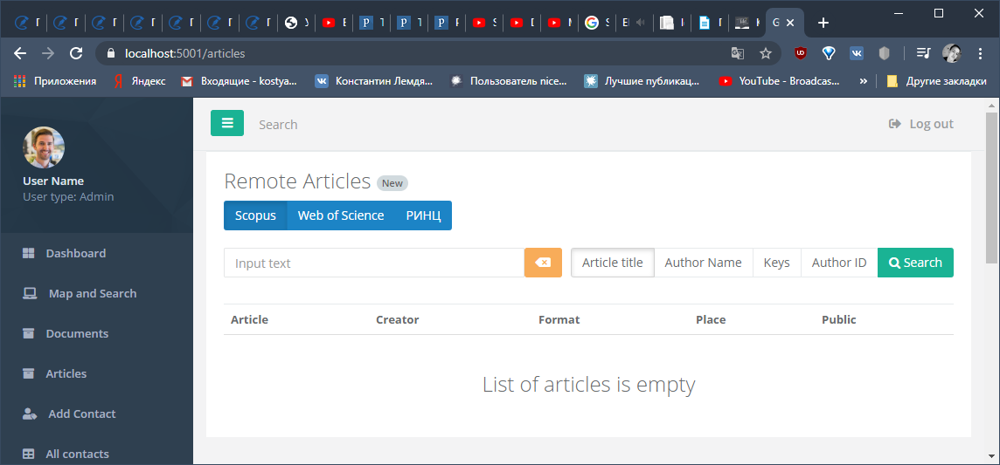 localhost:5001/articles
Приложения Яндекс Входящие - kostya... Константин Лемдя... Пользователь nice... Лучшие публикац... YouTube - Broadcas... » Другие закладки
Search Log out
User Name
User type: Admin
Dashboard
Map and Search
Documents
Articles
Add Contact
All contacts
Remote Articles New
Scopus Web of Science РИНЦ
Input text Article title Author Name Keys Author ID Search
Article Creator Format Place Public
List of articles is empty